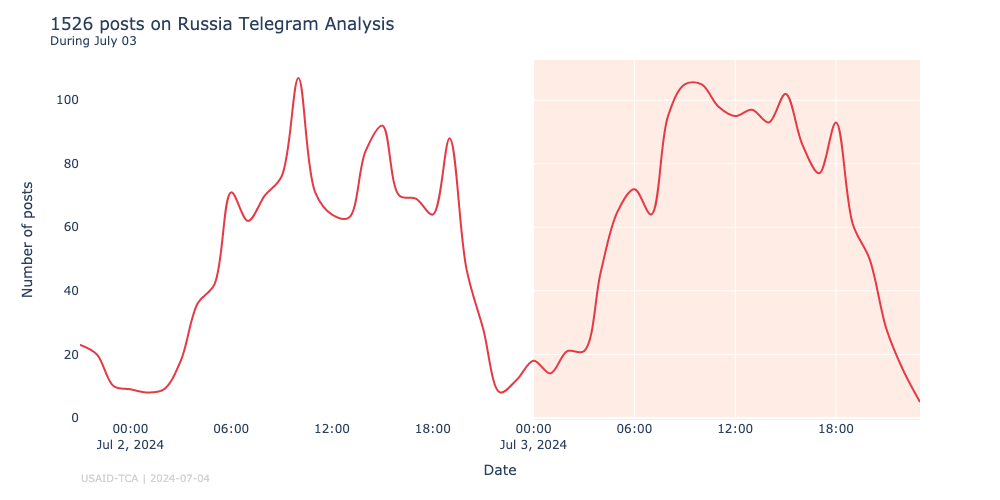 1526 posts on Russia Telegram Analysis
During July 03
Number of posts
100
80
60
40
20
0
00:00 06:00 12:00 18:00 00:00 06:00 12:00 18:00
Jul 2, 2024 Jul 3, 2024
Date
USAID-TCA | 2024-07-04